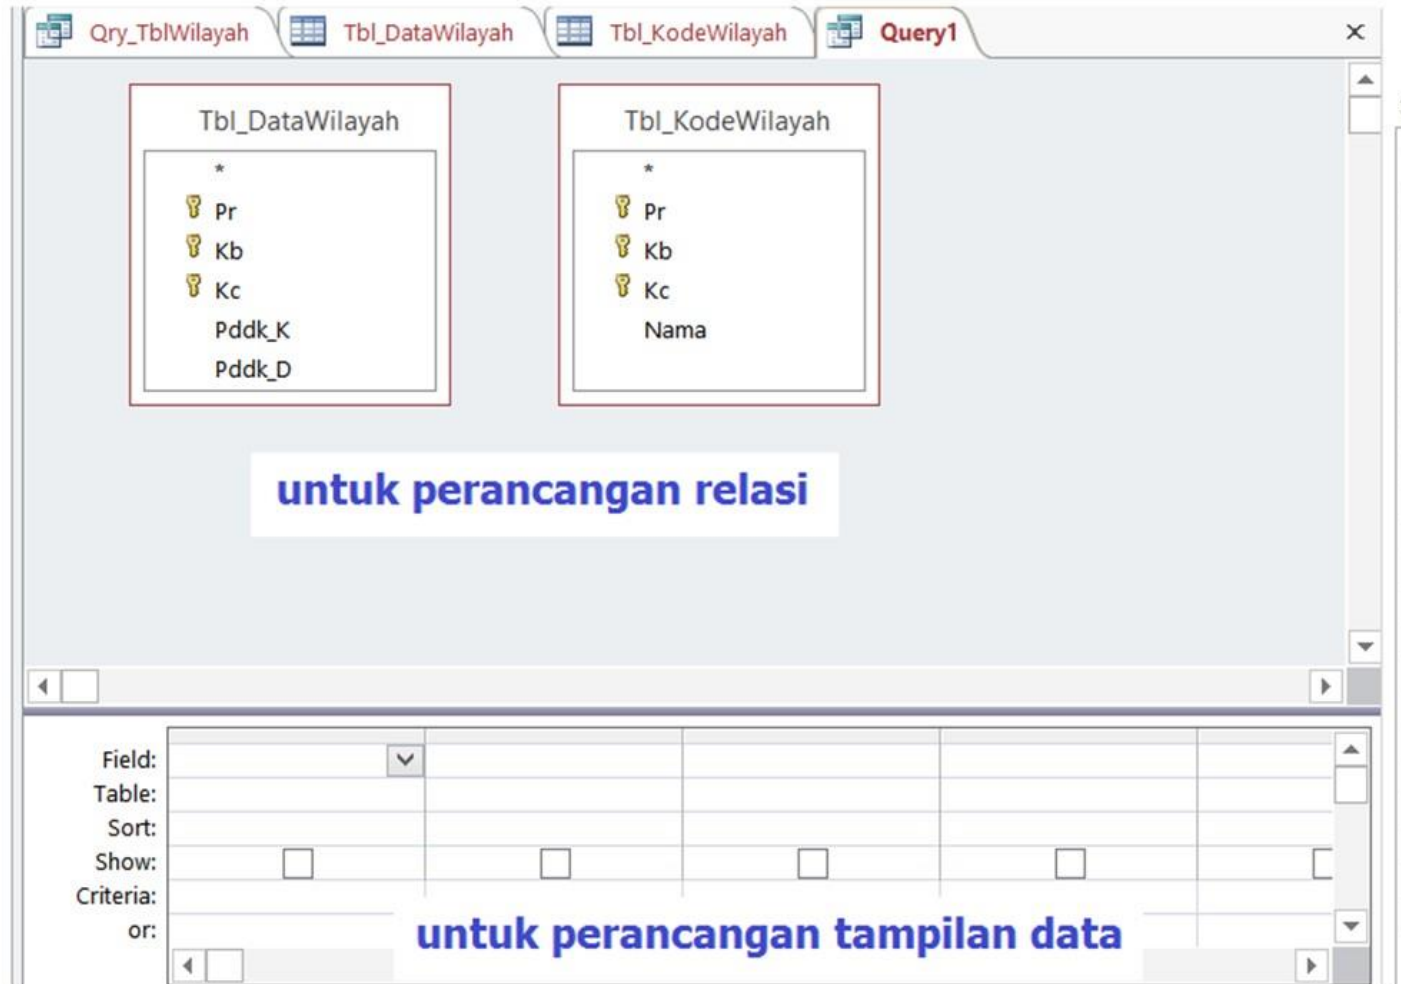 Qry_TblWilayah Tbl_DataWilayah Tbl_KodeWilayah Query1
Tbl_DataWilayah
*
Pr
Kb
Kc
Pddk_K
Pddk_D
Tbl_KodeWilayah
*
Pr
Kb
Kc
Nama
untuk perancangan relasi
Field:
Table:
Sort:
Show:
Criteria:
or:
untuk perancangan tampilan data